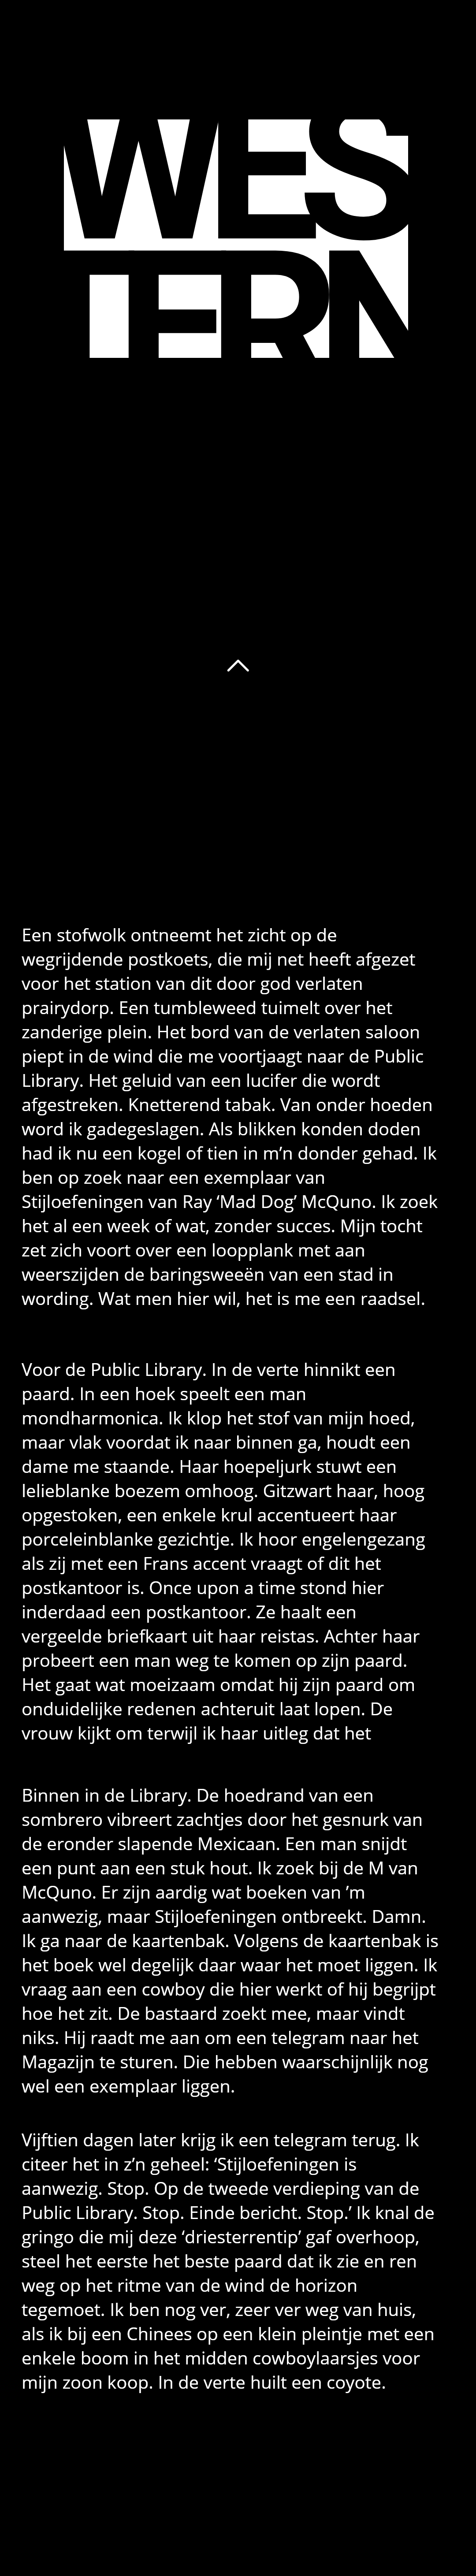 WES
TERN
Een stofwolk ontneemt het zicht op de
wegrijdende postkoets, die mij net heeft afgezet
voor het station van dit door god verlaten
prairydorp. Een tumbleweed tuimelt over het
zanderige plein. Het bord van de verlaten saloon
piept in de wind die me voortjaagt naar de Public
Library. Het geluid van een lucifer die wordt
afgestreken. Knetterend tabak. Van onder hoeden
word ik gadegeslagen. Als blikken konden doden
had ik nu een kogel of tien in m’n donder gehad. Ik
ben op zoek naar een exemplaar van
Stijloefeningen van Ray ‘Mad Dog’ McQuno. Ik zoek
het al een week of wat, zonder succes. Mijn tocht
zet zich voort over een loopplank met aan
weerszijden de baringsweeën van een stad in
wording. Wat men hier wil, het is me een raadsel.
Voor de Public Library. In de verte hinnikt een
paard. In een hoek speelt een man
mondharmonica. Ik klop het stof van mijn hoed,
maar vlak voordat ik naar binnen ga, houdt een
dame me staande. Haar hoepeljurk stuwt een
lelieblanke boezem omhoog. Gitzwart haar, hoog
opgestoken, een enkele krul accentueert haar
porceleinblanke gezichtje. Ik hoor engelengezang
als zij met een Frans accent vraagt of dit het
postkantoor is. Once upon a time stond hier
inderdaad een postkantoor. Ze haalt een
vergeelde briefkaart uit haar reistas. Achter haar
probeert een man weg te komen op zijn paard.
Het gaat wat moeizaam omdat hij zijn paard om
onduidelijke redenen achteruit laat lopen. De
vrouw kijkt om terwijl ik haar uitleg dat het
Binnen in de Library. De hoedrand van een
sombrero vibreert zachtjes door het gesnurk van
de eronder slapende Mexicaan. Een man snijdt
een punt aan een stuk hout. Ik zoek bij de M van
McQuno. Er zijn aardig wat boeken van ’m
aanwezig, maar Stijloefeningen ontbreekt. Damn.
Ik ga naar de kaartenbak. Volgens de kaartenbak is
het boek wel degelijk daar waar het moet liggen. Ik
vraag aan een cowboy die hier werkt of hij begrijpt
hoe het zit. De bastaard zoekt mee, maar vindt
niks. Hij raadt me aan om een telegram naar het
Magazijn te sturen. Die hebben waarschijnlijk nog
wel een exemplaar liggen.
Vijftien dagen later krijg ik een telegram terug. Ik
citeer het in z’n geheel: ‘Stijloefeningen is
aanwezig. Stop. Op de tweede verdieping van de
Public Library. Stop. Einde bericht. Stop.’ Ik knal de
gringo die mij deze ‘driesterrentip’ gaf overhoop,
steel het eerste het beste paard dat ik zie en ren
weg op het ritme van de wind de horizon
tegemoet. Ik ben nog ver, zeer ver weg van huis,
als ik bij een Chinees op een klein pleintje met een
enkele boom in het midden cowboylaarsjes voor
mijn zoon koop. In de verte huilt een coyote.